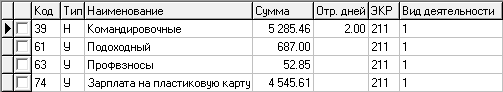 Код Тип Наименование Сумма Отр. дней ЭКР Вид деятельности
39 Н Командировочные 5 285.46 2.00 211 1
61 У Подоходный 687.00 211 1
63 У Профвзносы 52.85 211 1
74 У Зарплата на пластиковую карту 4 545.61 211 1